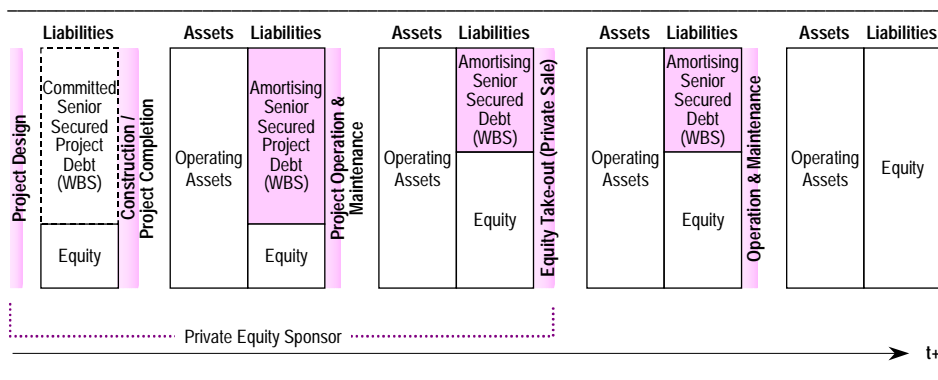 Liabilities
Assets Liabilities
Assets Liabilities
Assets Liabilities
Assets Liabilities
Project Design
Committed
Senior
Secured
Project
Debt
(WBS)
Equity
Construction /
Project Completion
Operating
Assets
Amortising
Senior
Secured
Project
Debt
(WBS)
Equity
Project Operation &
Maintenance
Operating
Assets
Amortising
Senior
Secured
Debt
(WBS)
Equity
Equity Take-out (Private Sale)
Operating
Assets
Amortising
Senior
Secured
Debt
(WBS)
Equity
Operation & Maintenance
Operating
Assets
Equity
Private Equity Sponsor
t+